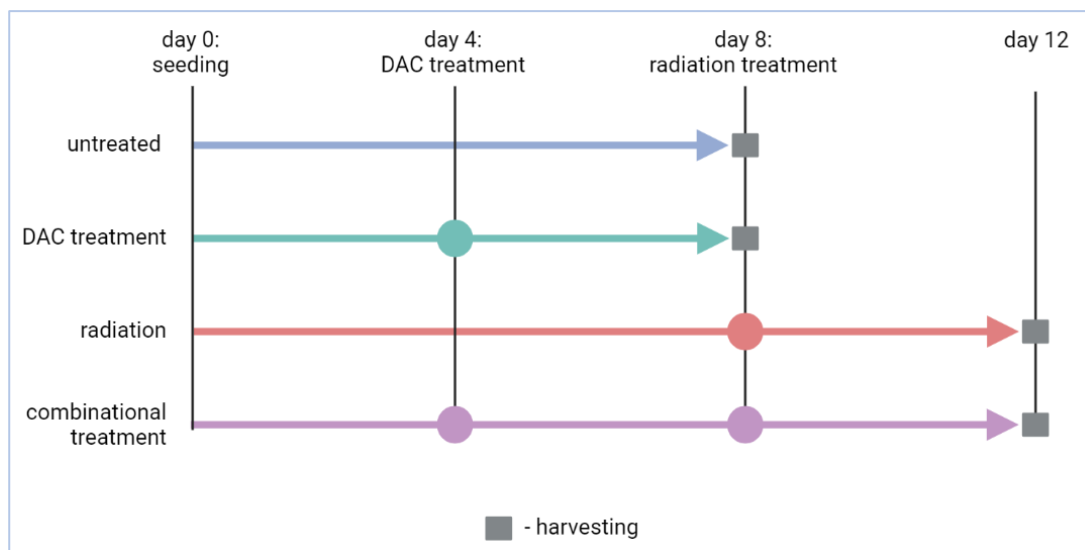 day 0:
seeding
day 4:
DAC treatment
day 8:
radiation treatment
day 12
untreated
DAC treatment
radiation
combinational
treatment
- harvesting